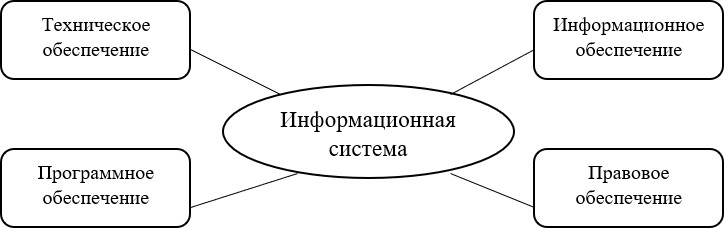 Техническое
обеспечение
Информационное
обеспечение
Информационная
система
Программное
обеспечение
Правовое
обеспечение